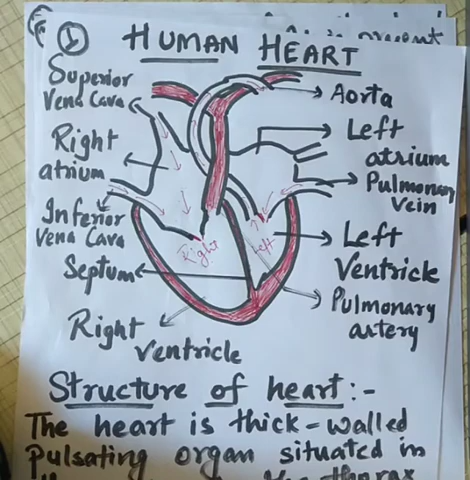 1
HUMAN HEART
Superior
Vena Cava
Aorta
Right
atrium
Left
atrium
Pulmonary
Vein
Inferior
Vena Cava
Right
left
Left
Ventricle
Septum
Pulmonary
artery
Right
Ventricle
Structure of heart:-
The heart is thick-walled
Pulsating organ situated in
thorax